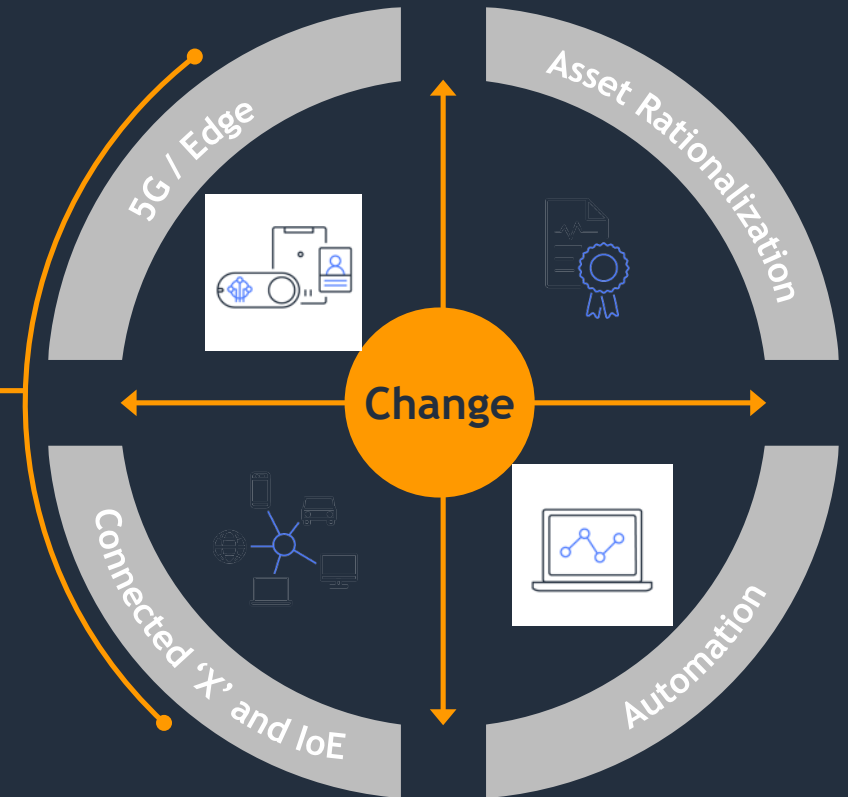 5G / Edge
Asset Rationalization
Change
Connected ‘X’ and IoE
Automation